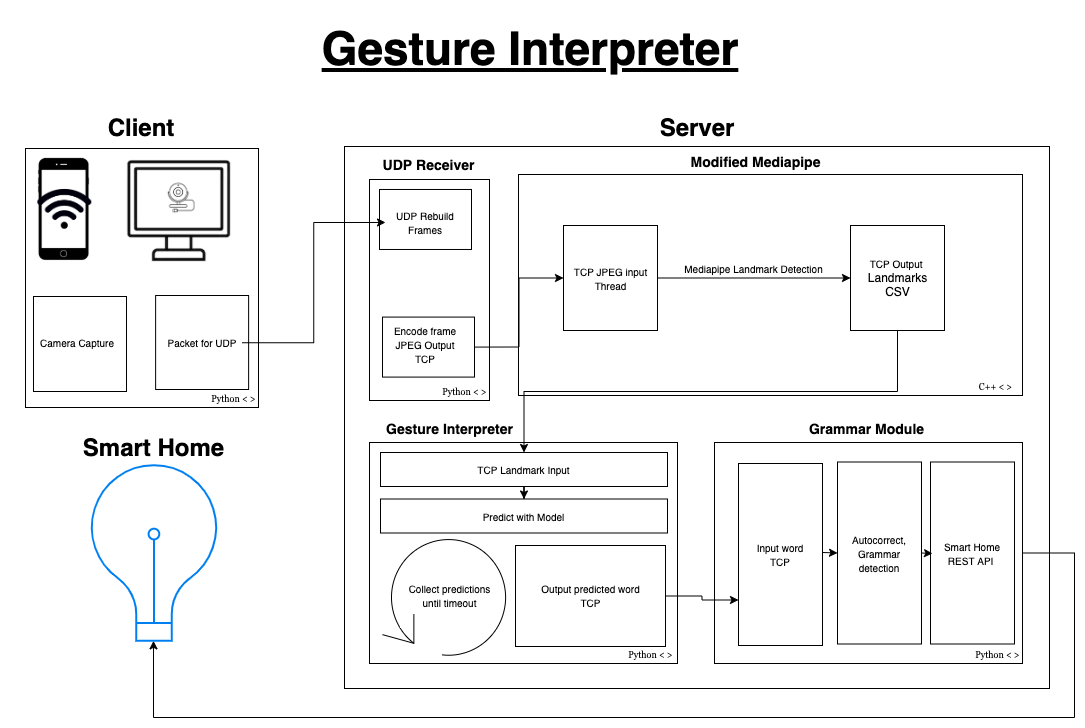 Gesture Interpreter
Client
Camera Capture
Packet for UDP
Python < >
Smart Home
Server
UDP Receiver
UDP Rebuild
Frames
Encode frame
JPEG Output
TCP
Python < >
Modified Mediapipe
TCP JPEG input
Thread
Mediapipe Landmark Detection
TCP Output
Landmarks
CSV
C++ < >
Gesture Interpreter
TCP Landmark Input
Predict with Model
Collect predictions
until timeout
Output predicted word
TCP
Python < >
Grammar Module
Input word
TCP
Autocorrect,
Grammar
detection
Smart Home
REST API
Python < >